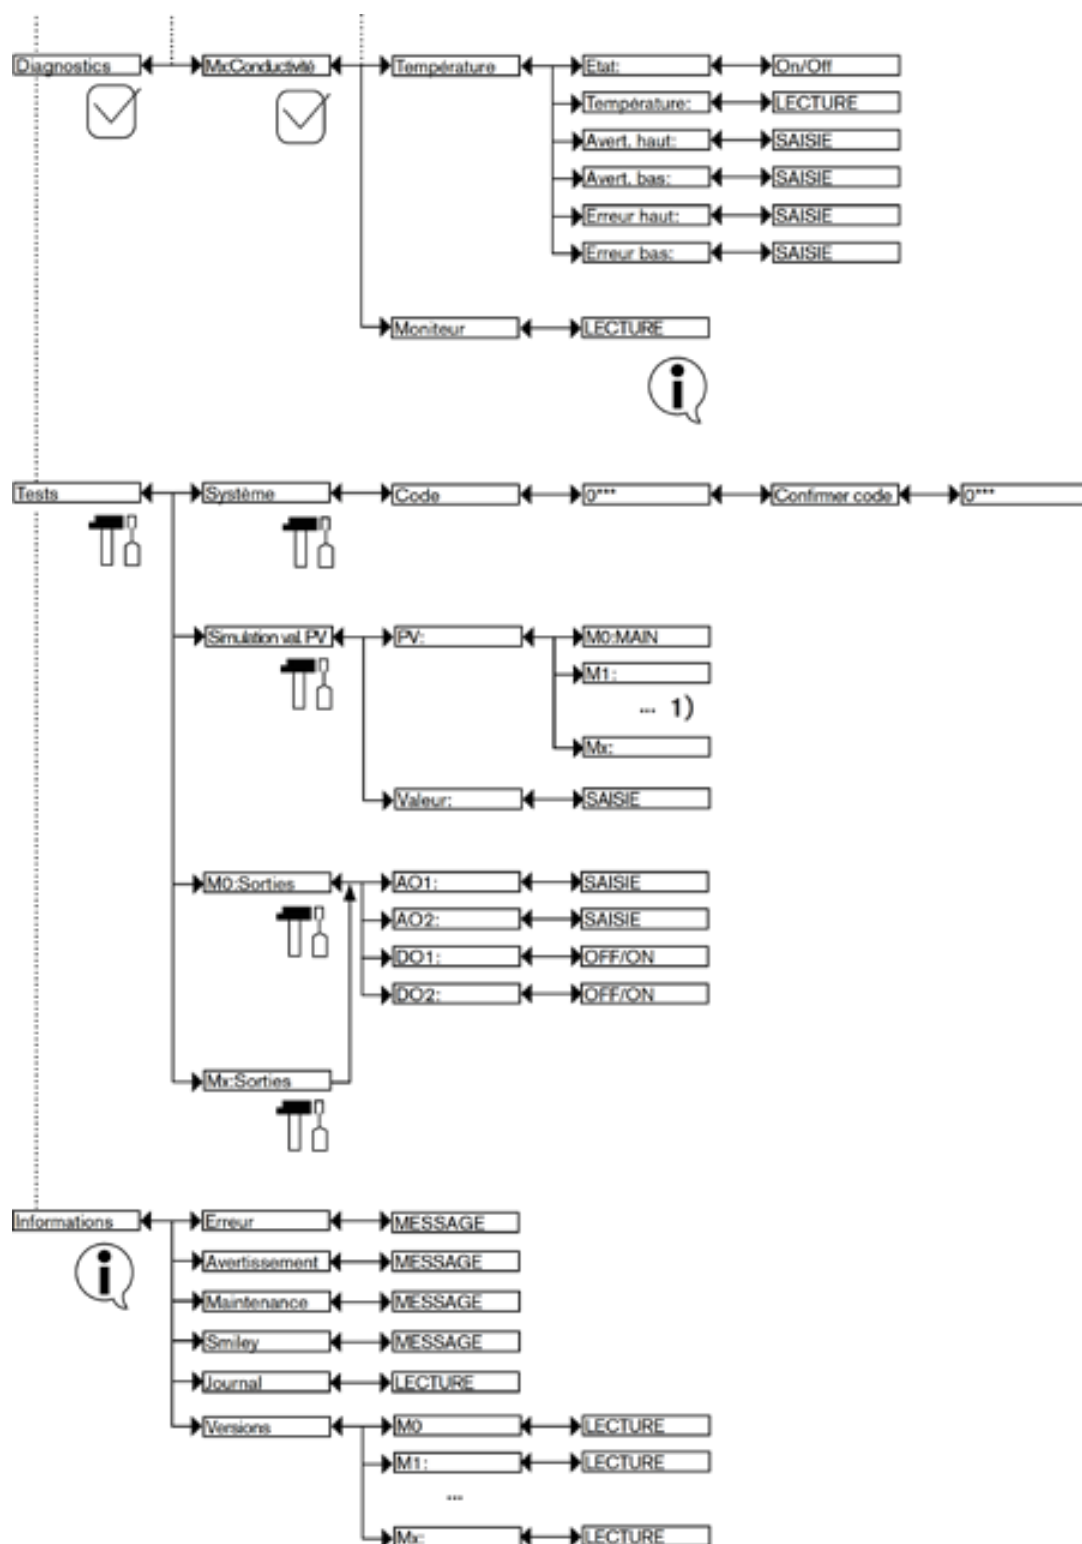 Diagnostics Mx:Conductivité Température Etat: On/Off
Température: LECTURE
Avert. haut: SAISIE
Avert. bas: SAISIE
Erreur haut: SAISIE
Erreur bas: SAISIE
Moniteur LECTURE
Tests Système Code 0*** Confirmer code 0***
Simulation val. PV PV: M0:MAIN
M1:
... 1)
Mx:
Valeur: SAISIE
M0:Sorties AO1: SAISIE
AO2: SAISIE
DO1: OFF/ON
DO2: OFF/ON
Mx:Sorties
Informations Erreur MESSAGE
Avertissement MESSAGE
Maintenance MESSAGE
Smiley MESSAGE
Journal LECTURE
Versions M0 LECTURE
M1: LECTURE
...
Mx: LECTURE